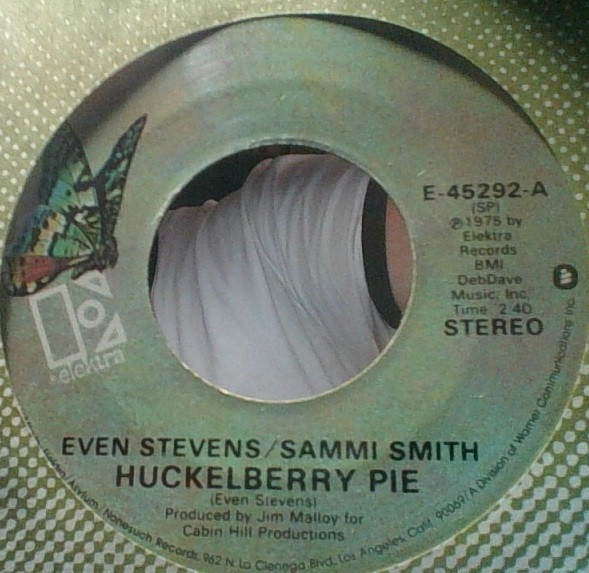 E-45292-A
(SP)
℗ 1975 by
Elektra
Records
BMI
DebDave
Music, Inc.
Time: 2:40
STEREO
elektra
EVEN STEVENS/SAMMI SMITH
HUCKELBERRY PIE
(Even Stevens)
Produced by Jim Malloy for
Cabin Hill Productions
Asylum/Nonesuch Records, 962 N. La Cienega Blvd., Los Angeles, Calif. 90069/A Division of Warner Communications Inc.